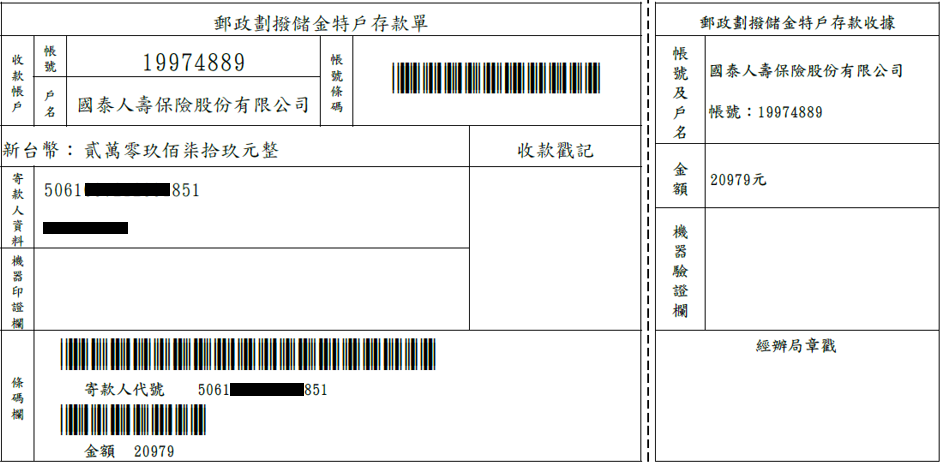 郵政劃撥儲金特戶存款單
收款帳戶
帳號
19974889
戶名
國泰人壽保險股份有限公司
帳號條碼
新台幣： 貳萬零玖佰柒拾玖元整
收款戳記
寄款人資料
5061 851
機器印證欄
條碼欄
寄款人代號 5061 851
金額 20979
郵政劃撥儲金特戶存款收據
帳號及戶名
國泰人壽保險股份有限公司
帳號：19974889
金額
20979元
機器驗證欄
經辦局章戳